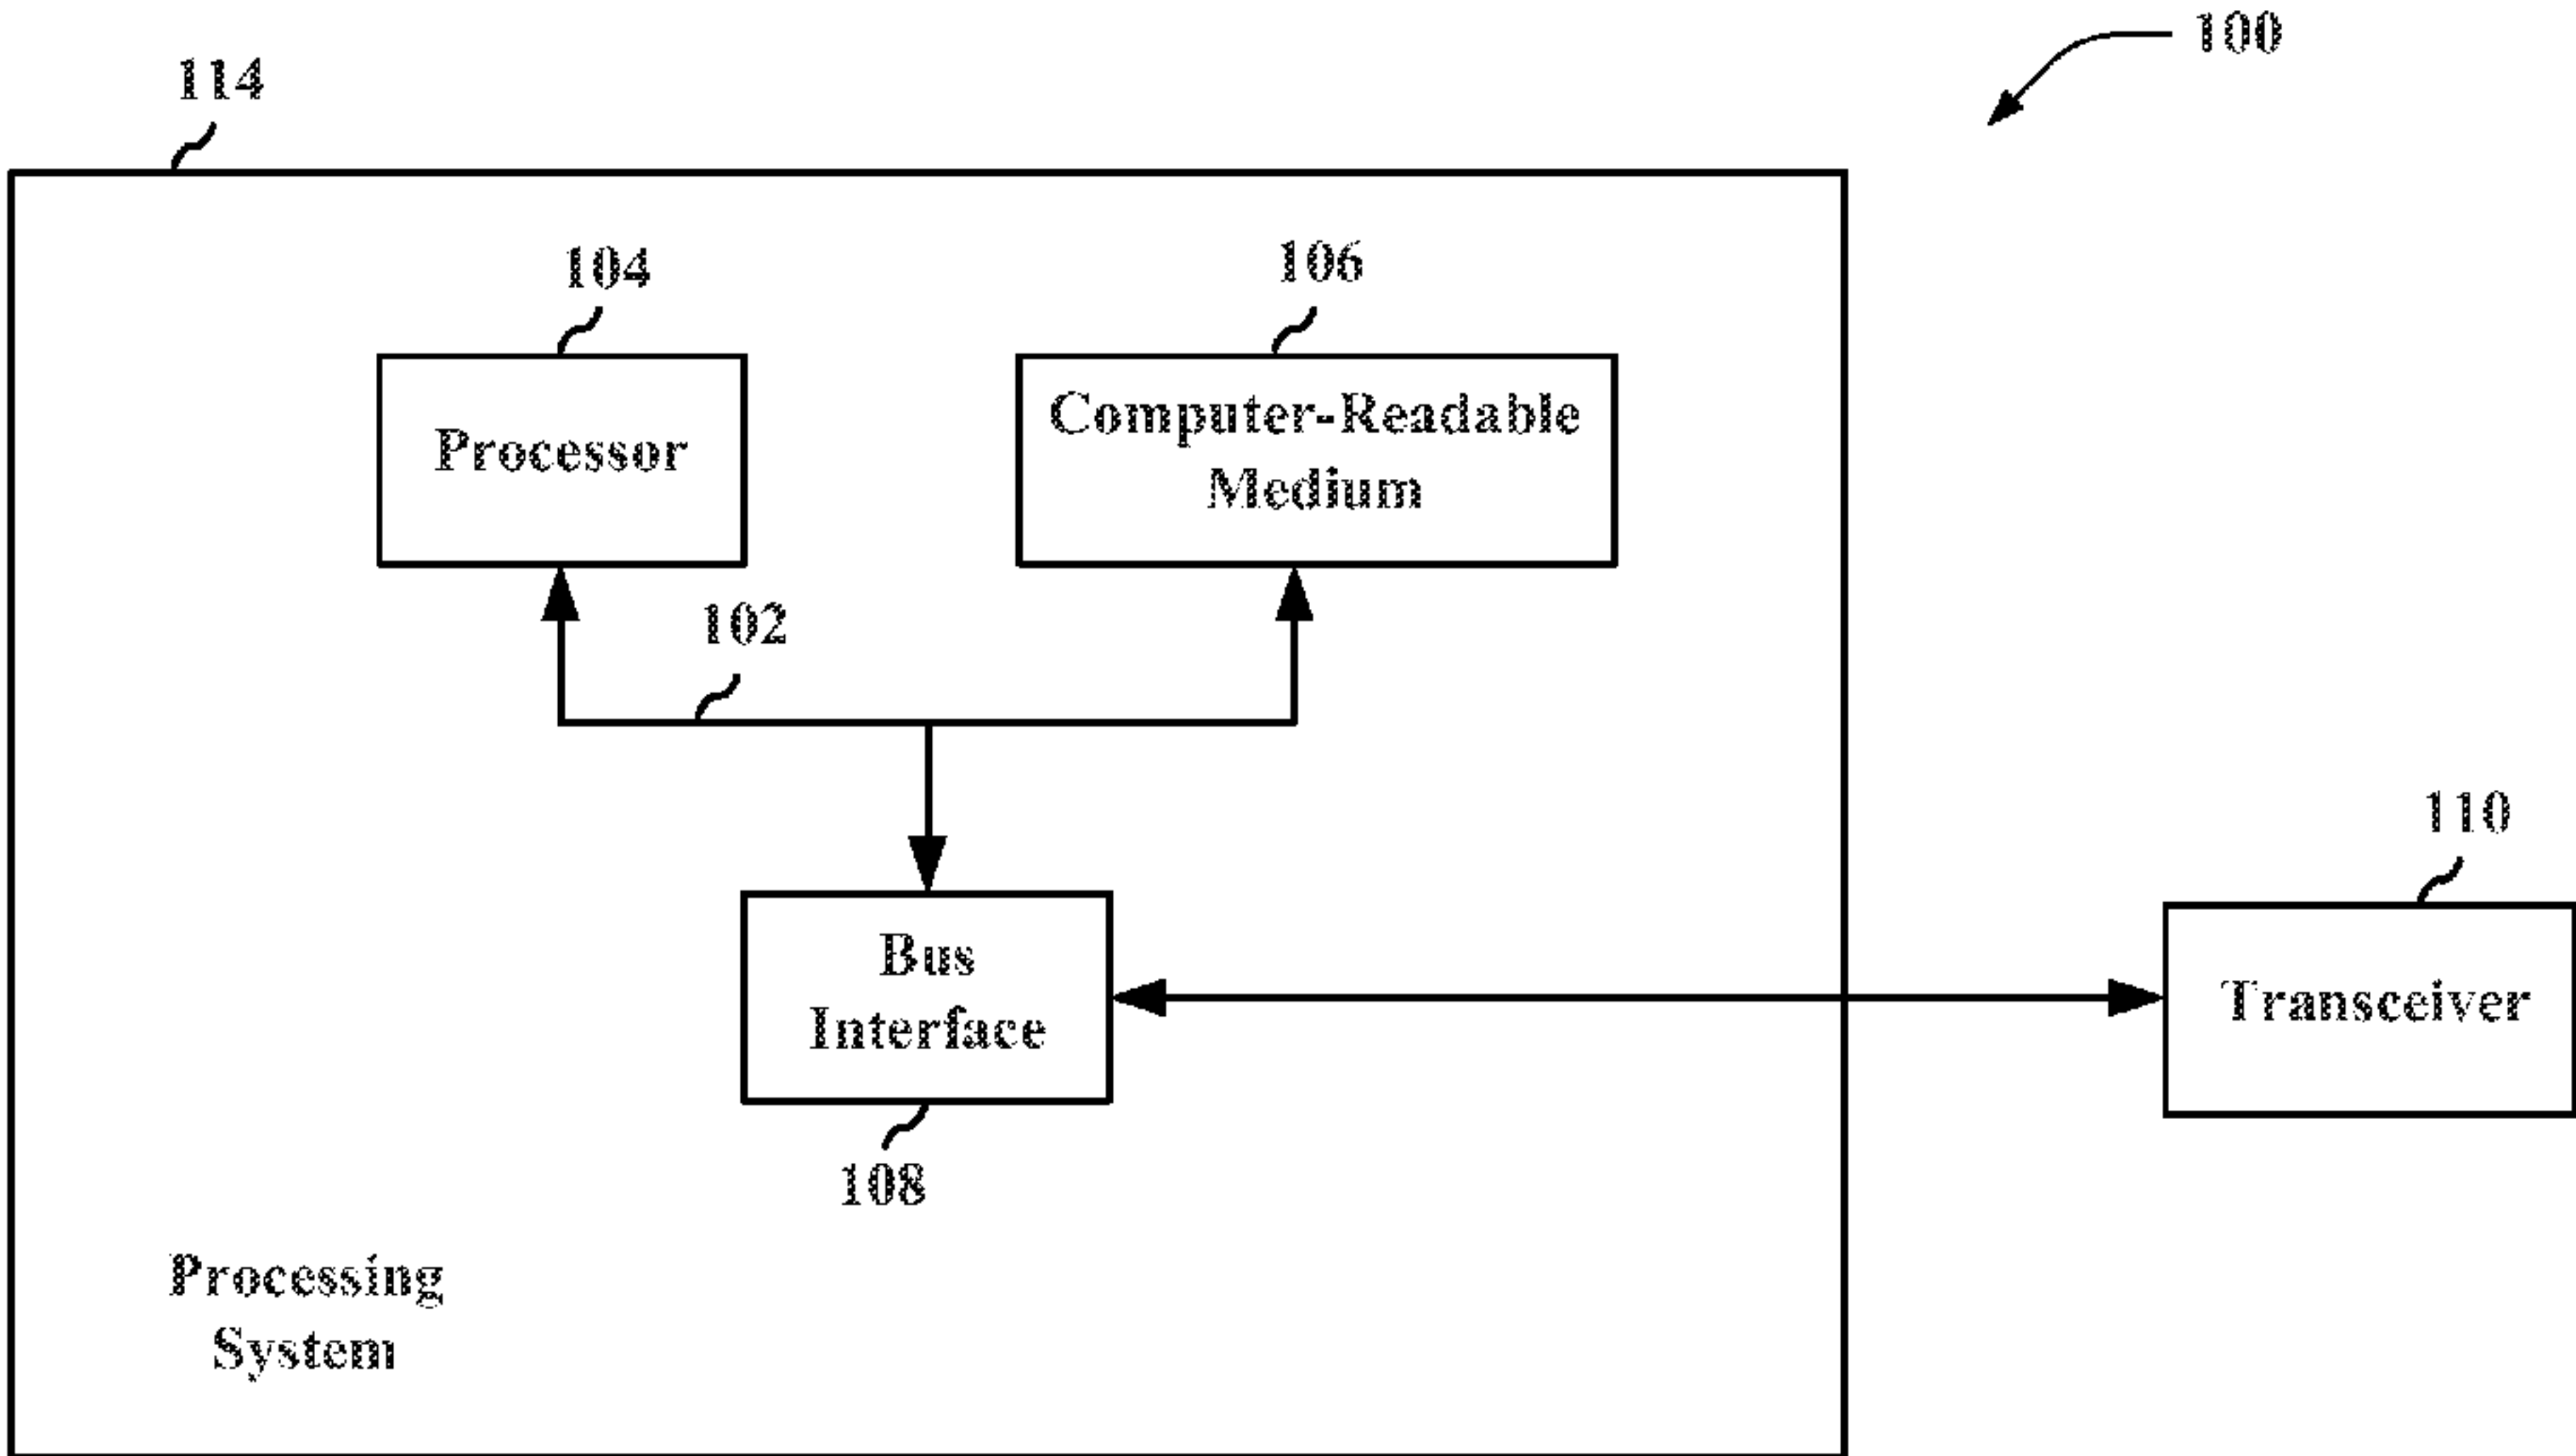 100
114
104
106
Processor
Computer-Readable
Medium
102
110
Bus
Interface
Transceiver
108
Processing
System